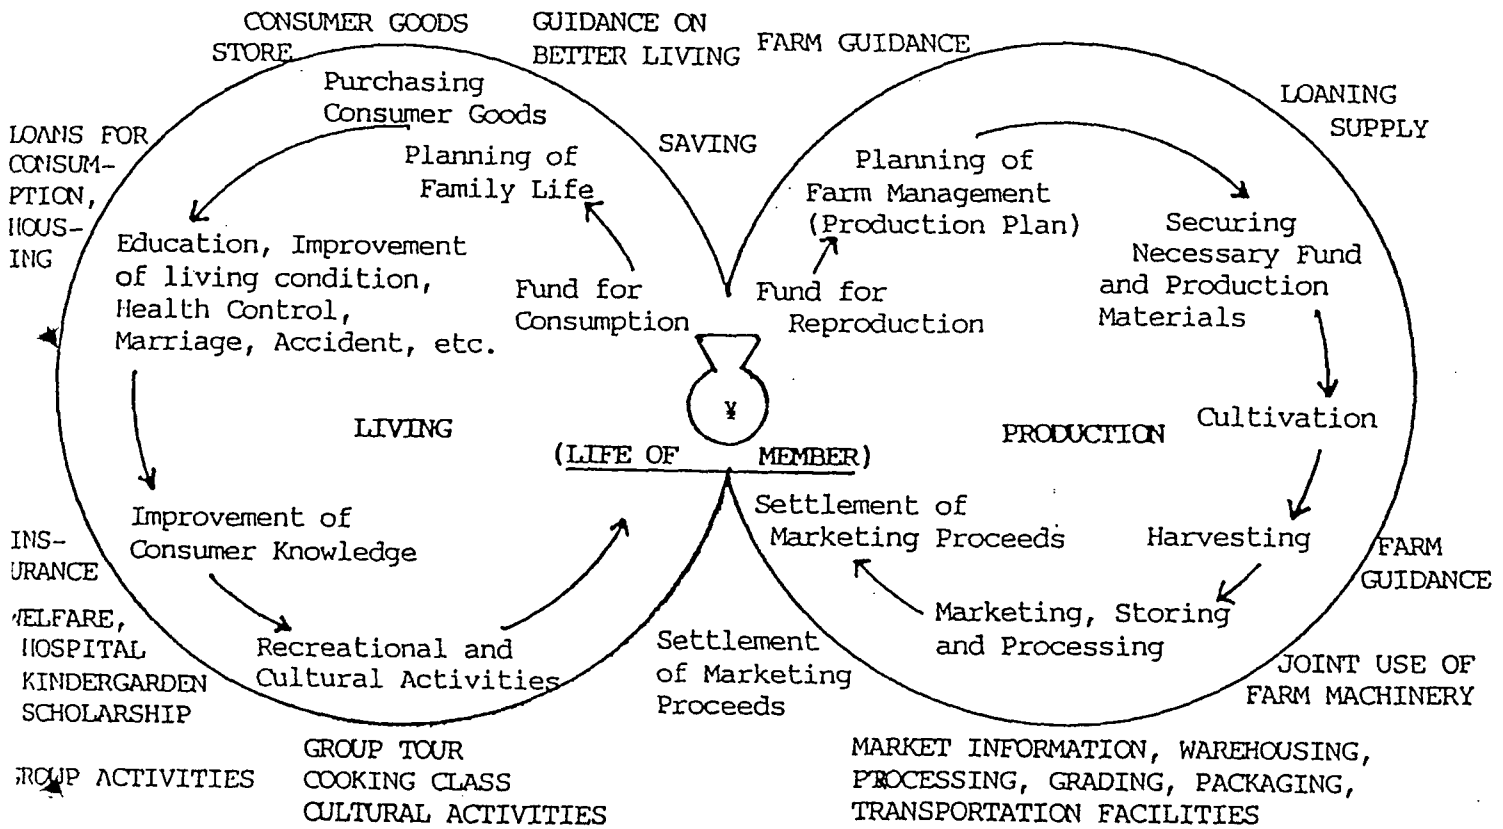 CONSUMER GOODS
STORE
GUIDANCE ON
BETTER LIVING
FARM GUIDANCE
LOANING
SUPPLY
LOANS FOR
CONSUM-
PTION,
HOUS-
ING
SAVING
Purchasing
Consumer Goods
Planning of
Family Life
Education, Improvement
of living condition,
Health Control,
Marriage, Accident, etc.
Fund for
Consumption
Planning of
Farm Management
(Production Plan)
Fund for
Reproduction
Securing
Necessary Fund
and Production
Materials
¥
LIVING
(LIFE OF MEMBER)
PRODUCTION
Cultivation
Improvement of
Consumer Knowledge
Settlement of
Marketing Proceeds
Harvesting
Recreational and
Cultural Activities
Marketing, Storing
and Processing
INS-
URANCE
WELFARE,
HOSPITAL
KINDERGARDEN
SCHOLARSHIP
GROUP ACTIVITIES
GROUP TOUR
COOKING CLASS
CULTURAL ACTIVITIES
Settlement
of Marketing
Proceeds
FARM
GUIDANCE
JOINT USE OF
FARM MACHINERY
MARKET INFORMATION, WAREHOUSING,
PROCESSING, GRADING, PACKAGING,
TRANSPORTATION FACILITIES